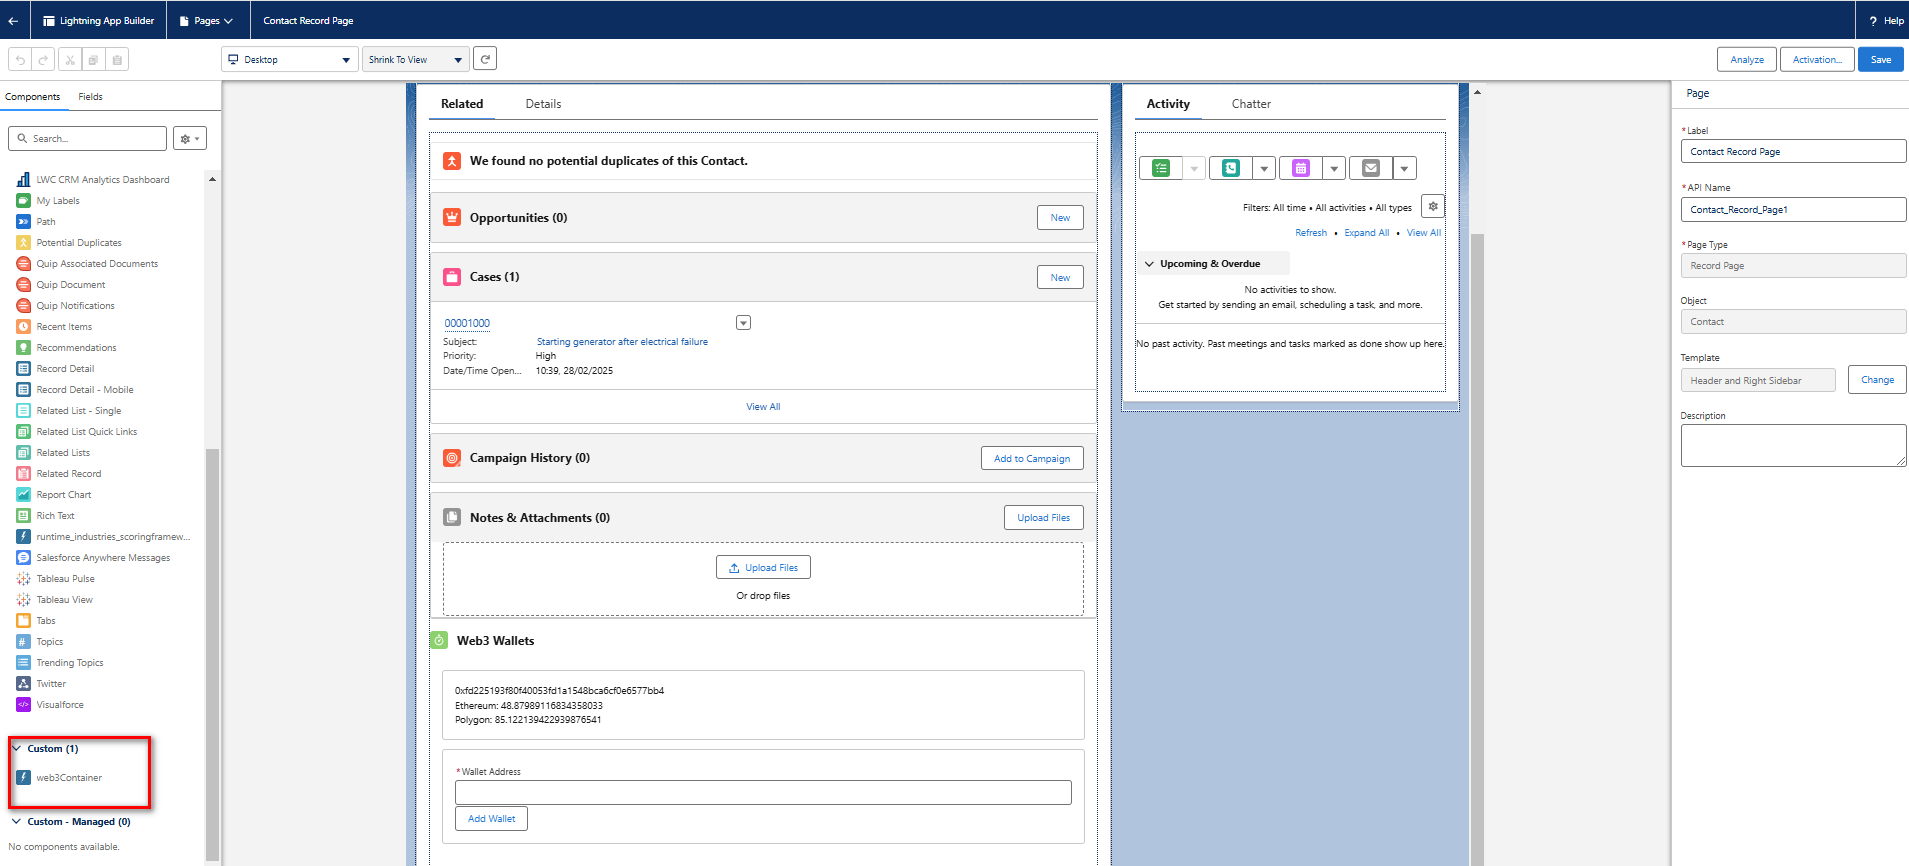 Lightning App Builder
Pages
Contact Record Page
? Help
Desktop
Shrink To View
Analyze
Activation...
Save
Components
Fields
Search...
LWC CRM Analytics Dashboard
My Labels
Path
Potential Duplicates
Quip Associated Documents
Quip Document
Quip Notifications
Recent Items
Recommendations
Record Detail
Record Detail - Mobile
Related List - Single
Related List Quick Links
Related Lists
Related Record
Report Chart
Rich Text
runtime_industries_scoringframew...
Salesforce Anywhere Messages
Tableau Pulse
Tableau View
Tabs
Topics
Trending Topics
Twitter
Visualforce
Custom (1)
web3Container
Custom - Managed (0)
No components available.
Related
Details
We found no potential duplicates of this Contact.
Opportunities (0)
New
Cases (1)
New
00001000
Subject: Starting generator after electrical failure
Priority: High
Date/Time Open... 10:39, 28/02/2025
View All
Campaign History (0)
Add to Campaign
Notes & Attachments (0)
Upload Files
Upload Files
Or drop files
Web3 Wallets
0xfd225193f80f40053fd1a1548bca6cf0e6577bb4
Ethereum: 48.87989116834358033
Polygon: 85.122139422939876541
*Wallet Address
Add Wallet
Activity
Chatter
Filters: All time • All activities • All types
Refresh • Expand All • View All
Upcoming & Overdue
No activities to show.
Get started by sending an email, scheduling a task, and more.
No past activity. Past meetings and tasks marked as done show up here.
Page
*Label
Contact Record Page
*API Name
Contact_Record_Page1
*Page Type
Record Page
Object
Contact
Template
Header and Right Sidebar
Change
Description